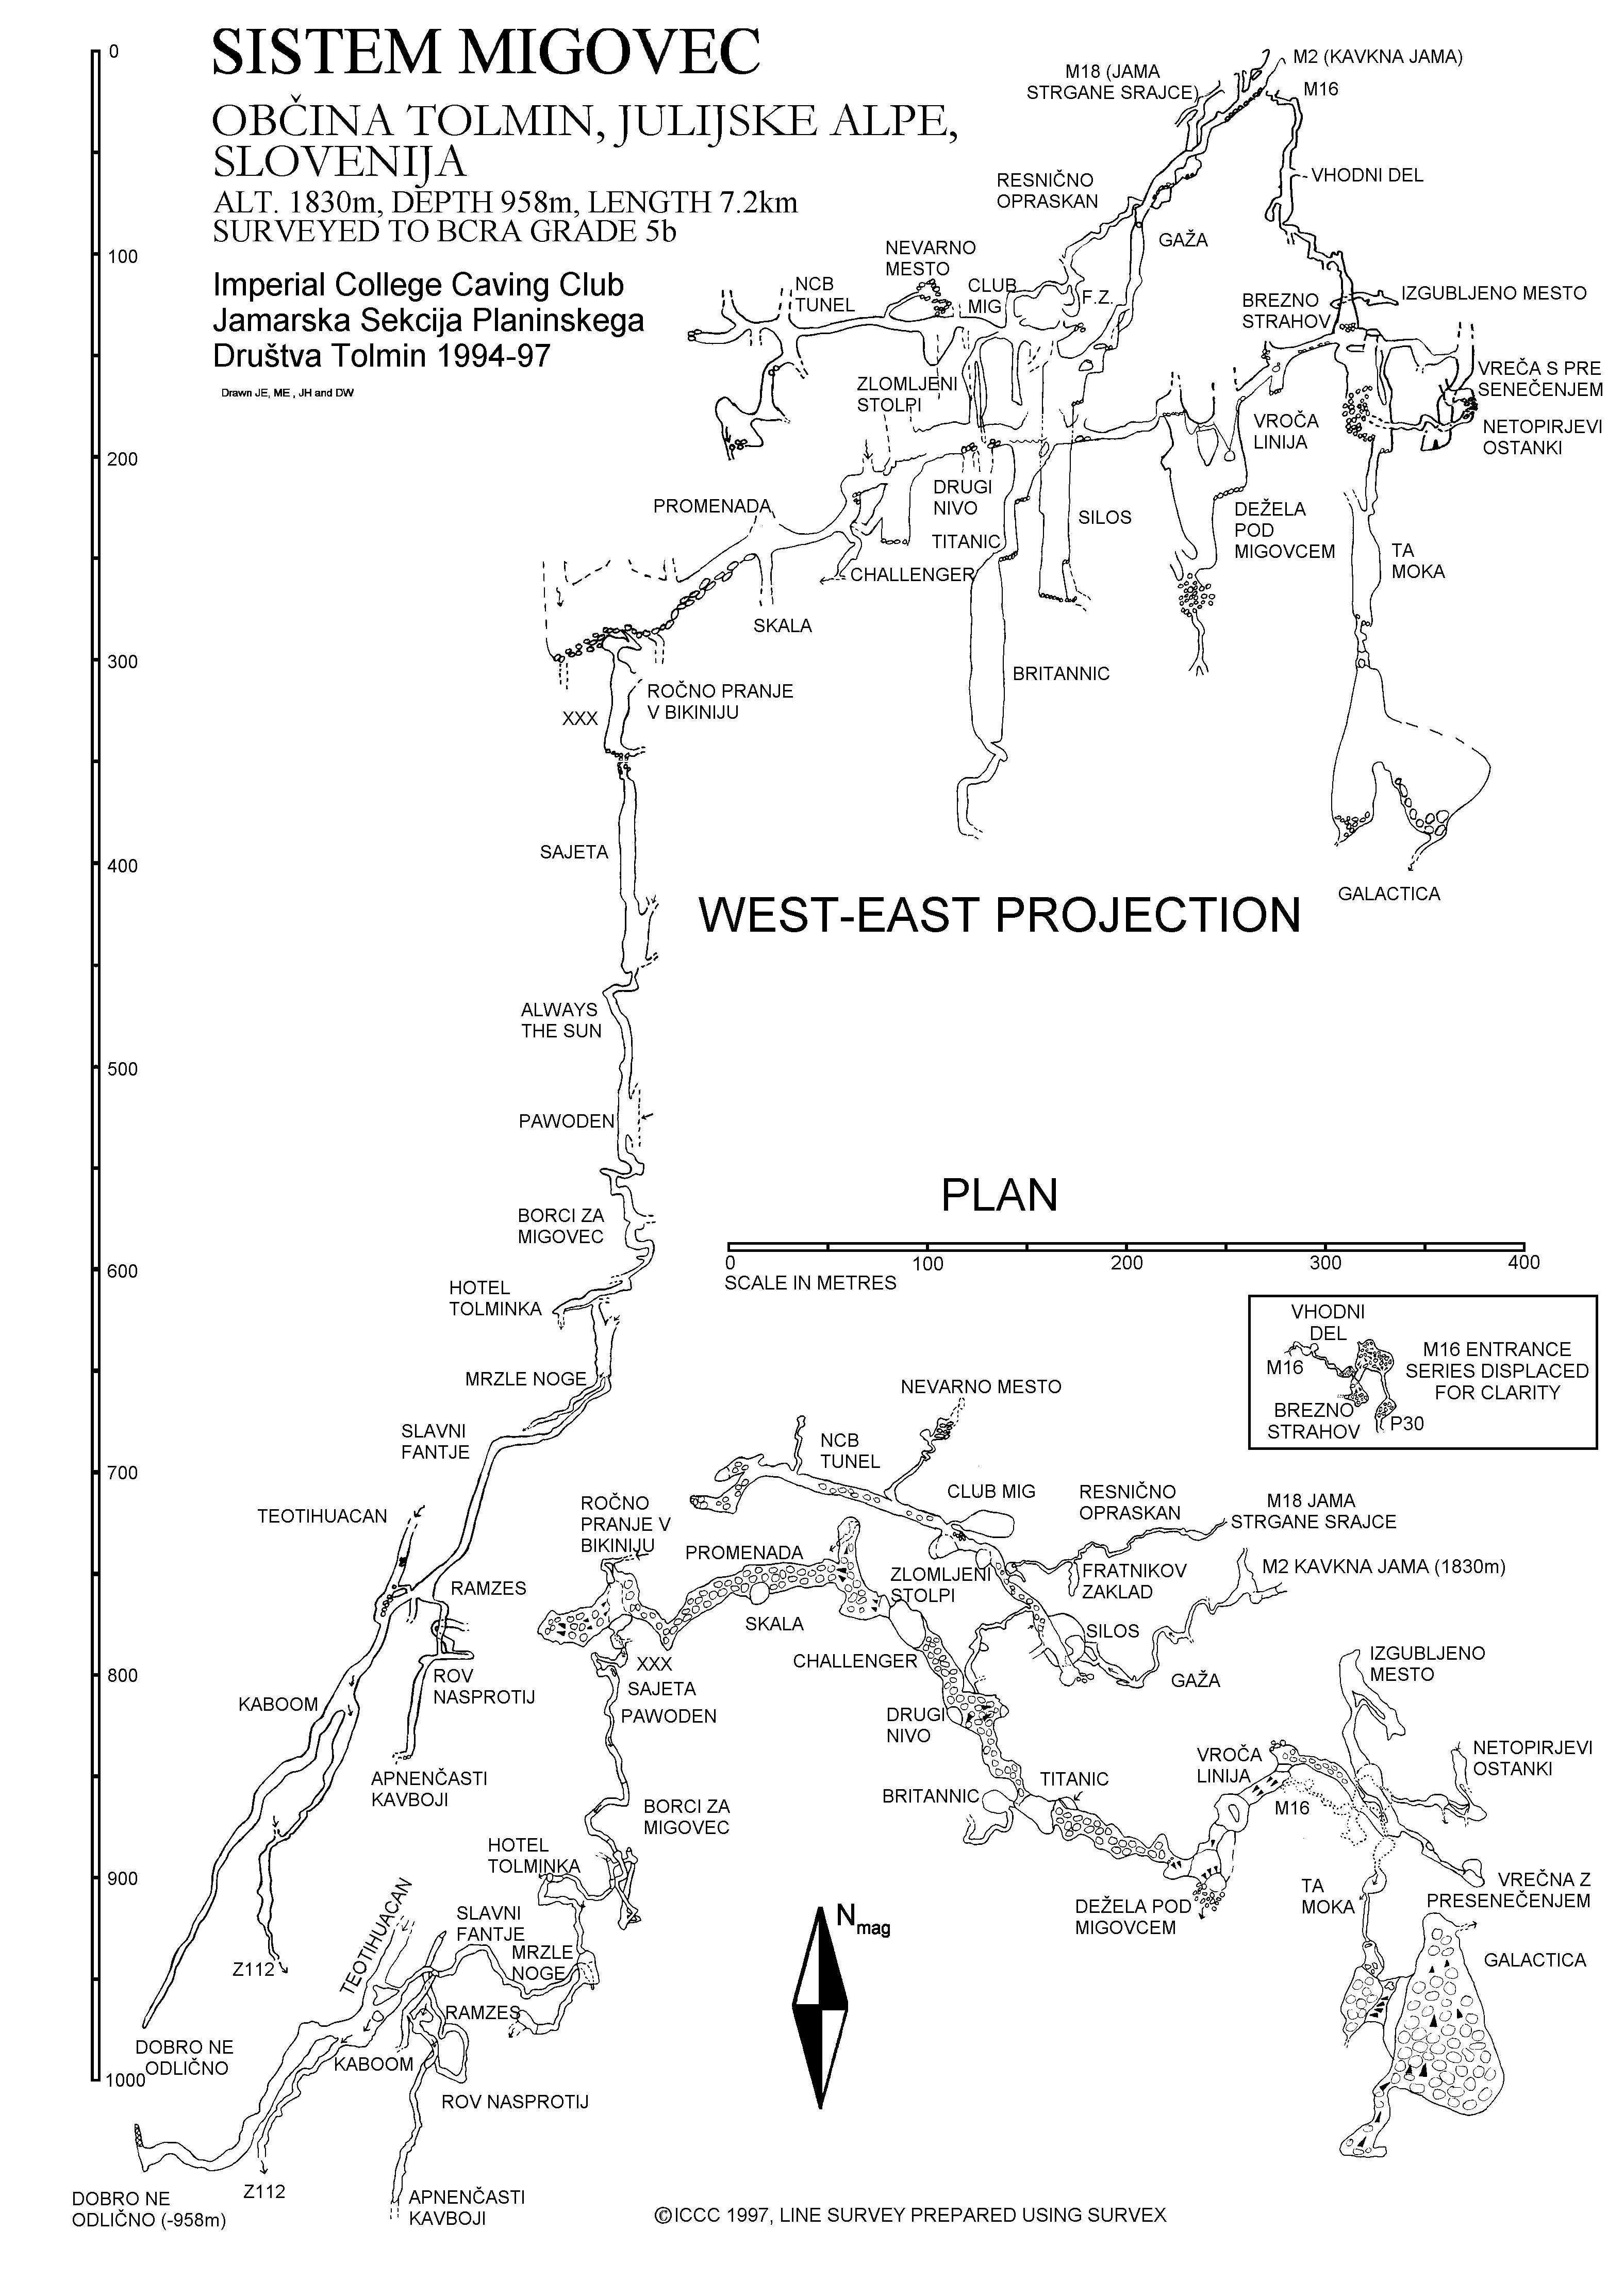 SISTEM MIGOVEC
OBČINA TOLMIN, JULIJSKE ALPE,
SLOVENIJA
ALT. 1830m, DEPTH 958m, LENGTH 7.2km
SURVEYED TO BCRA GRADE 5b
Imperial College Caving Club
Jamarska Sekcija Planinskega
Društva Tolmin 1994-97
Drawn JE, ME , JH and DW
0
100
200
300
400
500
600
700
800
900
1000
M2 (KAVKNA JAMA)
M18 (JAMA
STRGANE SRAJCE)
M16
VHODNI DEL
RESNIČNO
OPRASKAN
GAŽA
NEVARNO
MESTO
NCB
TUNEL
CLUB
MIG
F.Z.
BREZNO
STRAHOV
IZGUBLJENO MESTO
VREČA S PRE
SENEČENJEM
ZLOMLJENI
STOLPI
VROČA
LINIJA
NETOPIRJEVI
OSTANKI
PROMENADA
DRUGI
NIVO
SILOS
DEŽELA
POD
MIGOVCEM
TITANIC
TA
MOKA
CHALLENGER
SKALA
BRITANNIC
ROČNO PRANJE
V BIKINIJU
XXX
SAJETA
GALACTICA
WEST-EAST PROJECTION
ALWAYS
THE SUN
PAWODEN
BORCI ZA
MIGOVEC
HOTEL
TOLMINKA
MRZLE NOGE
SLAVNI
FANTJE
TEOTIHUACAN
RAMZES
ROV
NASPROTIJ
KABOOM
APNENČASTI
KAVBOJI
Z112
DOBRO NE
ODLIČNO
PLAN
0
100
200
300
400
SCALE IN METRES
VHODNI
DEL
M16
M16 ENTRANCE
SERIES DISPLACED
FOR CLARITY
BREZNO
STRAHOV
P30
NEVARNO MESTO
NCB
TUNEL
CLUB MIG
RESNIČNO
OPRASKAN
M18 JAMA
STRGANE SRAJCE
ROČNO
PRANJE V
BIKINIJU
PROMENADA
ZLOMLJENI
STOLPI
FRATNIKOV
ZAKLAD
M2 KAVKNA JAMA (1830m)
SKALA
SILOS
CHALLENGER
GAŽA
IZGUBLJENO
MESTO
XXX
SAJETA
PAWODEN
DRUGI
NIVO
VROČA
LINIJA
NETOPIRJEVI
OSTANKI
BRITANNIC
TITANIC
M16
BORCI ZA
MIGOVEC
HOTEL
TOLMINKA
DEŽELA POD
MIGOVCEM
TA
MOKA
VREČNA Z
PRESENEČENJEM
GALACTICA
N mag
TEOTIHUACAN
SLAVNI
FANTJE
MRZLE
NOGE
RAMZES
KABOOM
ROV NASPROTIJ
Z112
APNENČASTI
KAVBOJI
DOBRO NE
ODLIČNO (-958m)
©ICCC 1997, LINE SURVEY PREPARED USING SURVEX